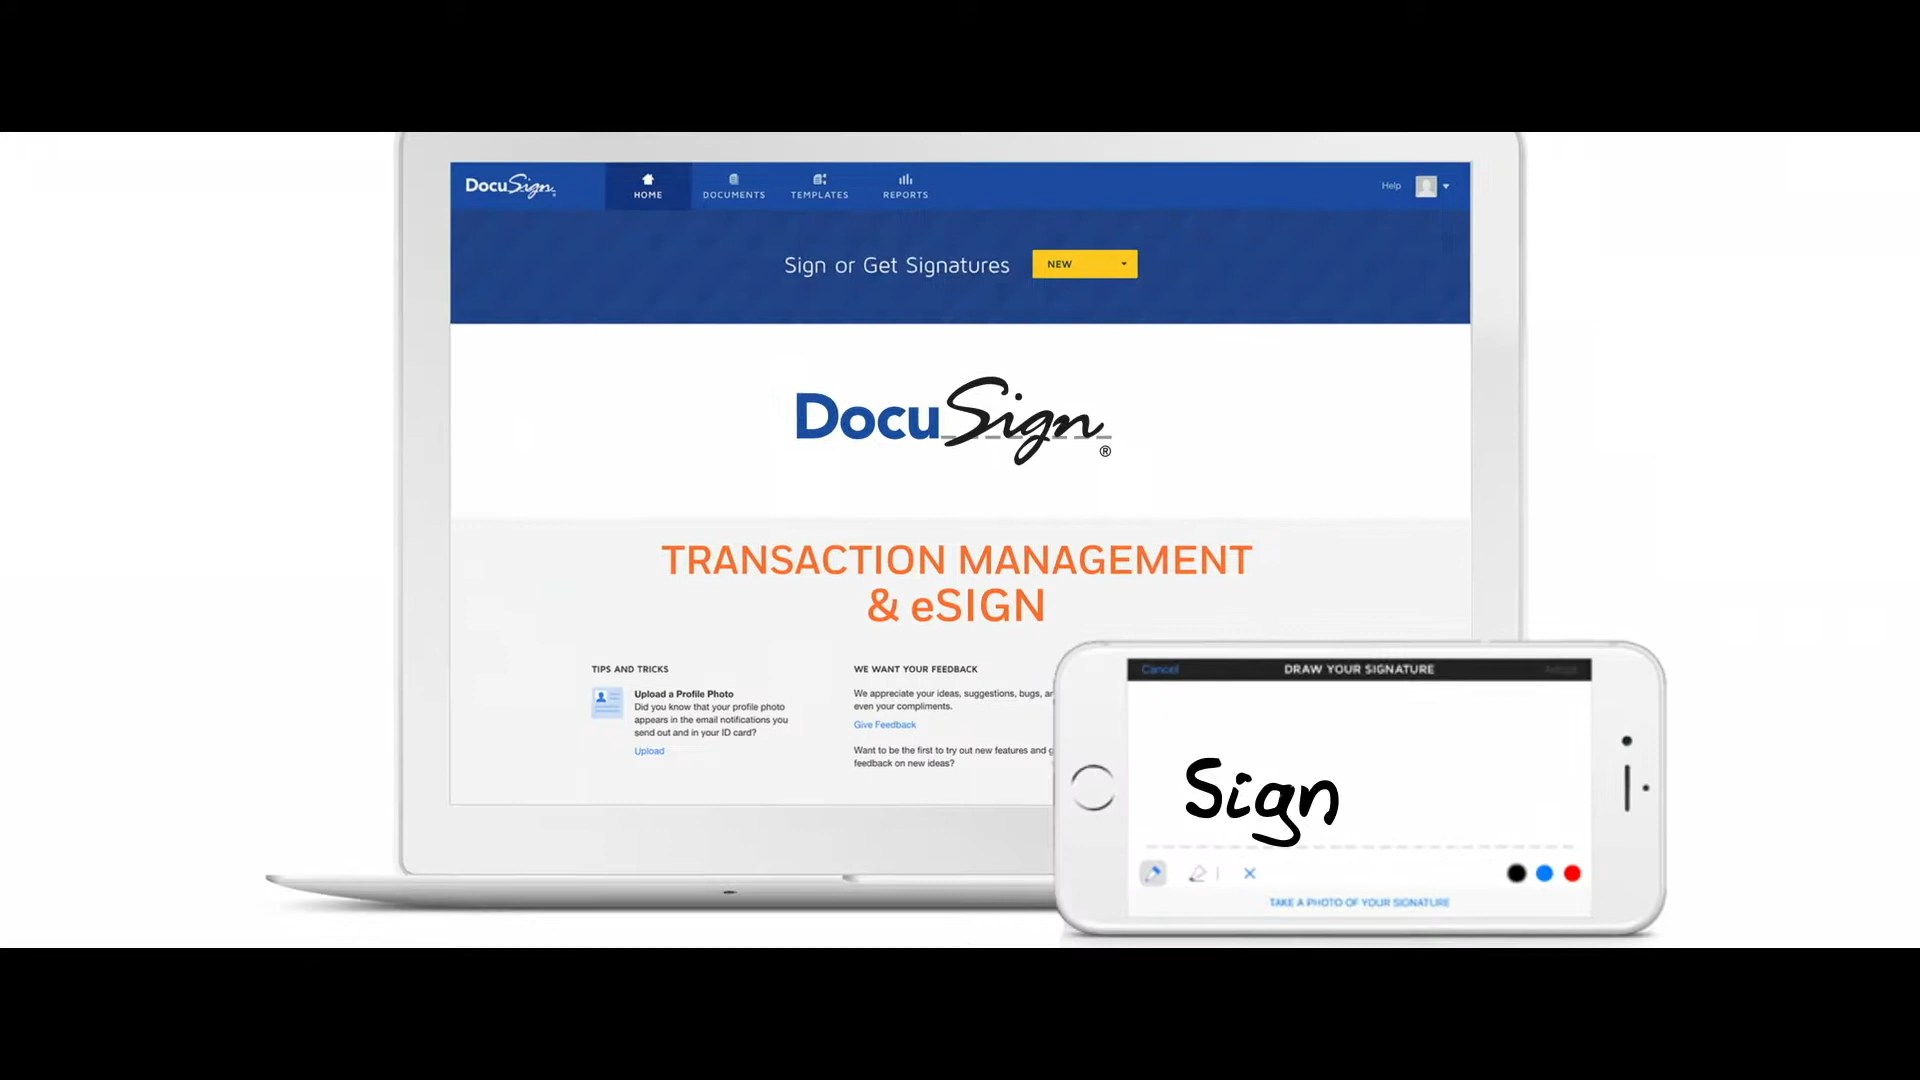 DocuSign
HOME
DOCUMENTS
TEMPLATES
REPORTS
Help
Sign or Get Signatures
NEW
DocuSign®
TRANSACTION MANAGEMENT
& eSIGN
TIPS AND TRICKS
Upload a Profile Photo
Did you know that your profile photo
appears in the email notifications you
send out and in your ID card?
Upload
WE WANT YOUR FEEDBACK
We appreciate your ideas, suggestions, bugs,
even your compliments.
Give Feedback
Want to be the first to try out new features and
feedback on new ideas?
Cancel
DRAW YOUR SIGNATURE
Sign
TAKE A PHOTO OF YOUR SIGNATURE